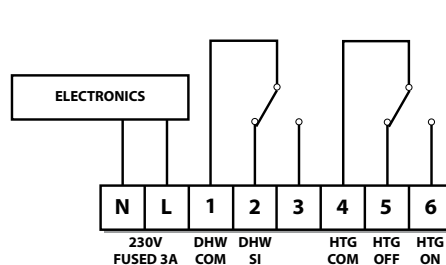 ELECTRONICS
N L 1 2 3 4 5 6
230V DHW DHW HTG HTG HTG
FUSED 3A COM SI COM OFF ON